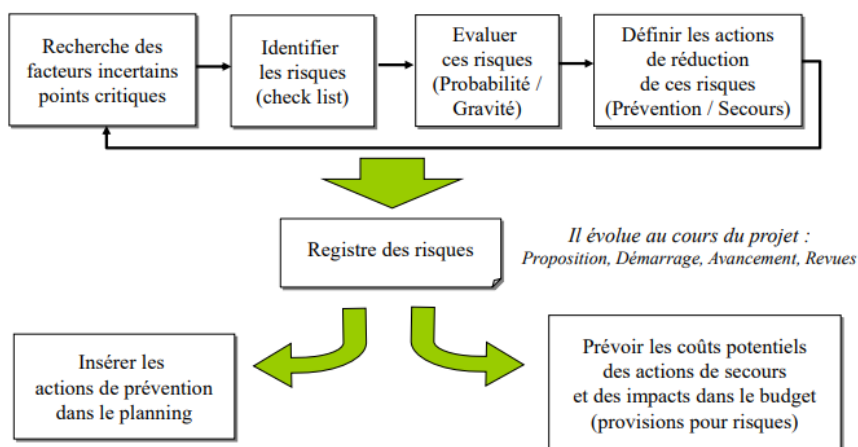 Recherche des
facteurs incertains
points critiques
Identifier
les risques
(check list)
Evaluer
ces risques
(Probabilité /
Gravité)
Définir les actions
de réduction
de ces risques
(Prévention / Secours)
Registre des risques
Il évolue au cours du projet :
Proposition, Démarrage, Avancement, Revues
Insérer les
actions de prévention
dans le planning
Prévoir les coûts potentiels
des actions de secours
et des impacts dans le budget
(provisions pour risques)